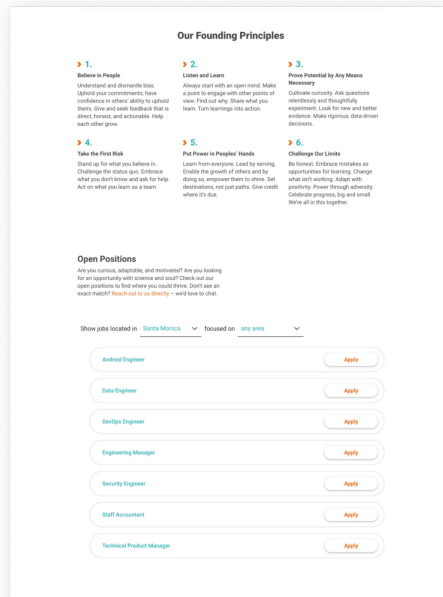 Our Founding Principles
1.
Believe in People
Understand and dismantle bias.
Uphold your commitments; have
confidence in others' ability to uphold
theirs. Give and seek feedback that is
direct, honest, and actionable. Help
each other grow.
2.
Listen and Learn
Always start with an open mind. Make
a point to engage with other points of
view. Find out why. Share what you
learn. Turn learnings into action.
3.
Prove Potential by Any Means
Necessary
Cultivate curiosity. Ask questions
relentlessly and thoughtfully
experiment. Look for new and better
evidence. Make rigorous, data-driven
decisions.
4.
Take the First Risk
Stand up for what you believe in.
Challenge the status quo. Embrace
what you don't know and ask for help.
Act on what you learn as a team.
5.
Put Power in Peoples' Hands
Learn from everyone. Lead by serving.
Enable the growth of others and by
doing so, empower them to shine. Set
destinations, not just paths. Give credit
where it's due.
6.
Challenge Our Limits
Be honest. Embrace mistakes as
opportunities for learning. Change
what isn't working. Adapt with
positivity. Power through adversity.
Celebrate progress, big and small.
We're all in this together.
Open Positions
Are you curious, adaptable, and motivated? Are you looking
for an opportunity with science and soul? Check out our
open positions to find where you could thrive. Don't see an
exact match? Reach out to us directly – we'd love to chat.
Show jobs located in Santa Monica focused on any area
Android Engineer Apply
Data Engineer Apply
DevOps Engineer Apply
Engineering Manager Apply
Security Engineer Apply
Staff Accountant Apply
Technical Product Manager Apply